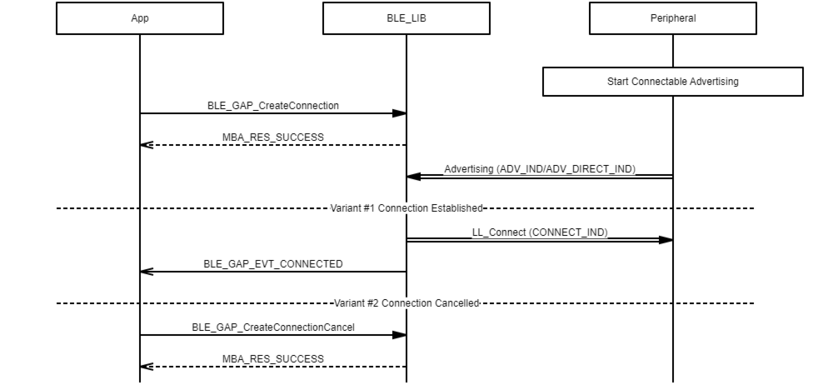 App
BLE_LIB
Peripheral
Start Connectable Advertising
BLE_GAP_CreateConnection
MBA_RES_SUCCESS
Advertising (ADV_IND/ADV_DIRECT_IND)
Variant #1 Connection Established
LL_Connect (CONNECT_IND)
BLE_GAP_EVT_CONNECTED
Variant #2 Connection Cancelled
BLE_GAP_CreateConnectionCancel
MBA_RES_SUCCESS